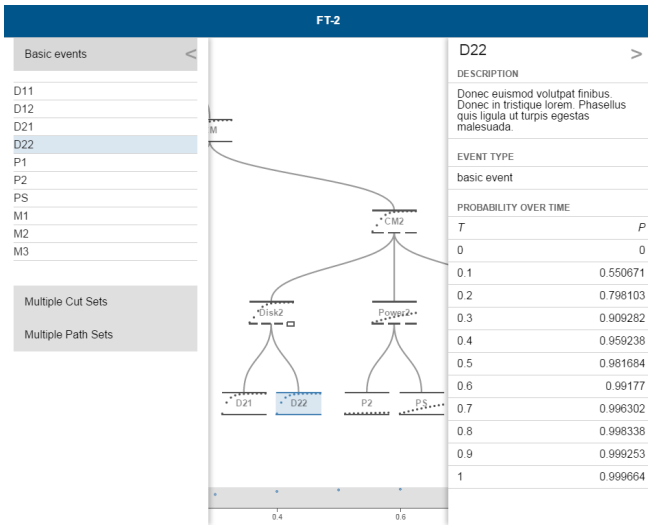 FT-2
Basic events
<
D11
D12
D21
D22
P1
P2
PS
M1
M2
M3
Multiple Cut Sets
Multiple Path Sets
M
CM2
Disk2
Power2
D21
D22
P2
PS
0.4
0.6
D22
>
DESCRIPTION
Donec euismod volutpat finibus.
Donec in tristique lorem. Phasellus
quis ligula ut turpis egestas
malesuada.
EVENT TYPE
basic event
PROBABILITY OVER TIME
T P
0 0
0.1 0.550671
0.2 0.798103
0.3 0.909282
0.4 0.959238
0.5 0.981684
0.6 0.99177
0.7 0.996302
0.8 0.998338
0.9 0.999253
1 0.999664